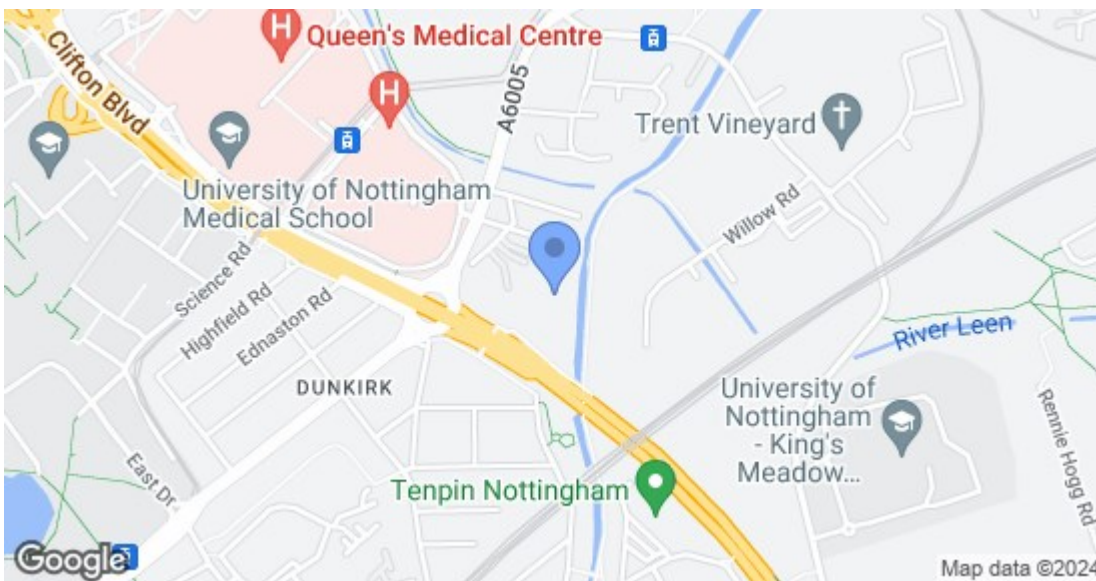 Clifton Blvd
Queen's Medical Centre
A6005
Trent Vineyard
University of Nottingham
Medical School
Willow Rd
Science Rd
Highfield Rd
Ednaston Rd
River Leen
DUNKIRK
University of
Nottingham
- King's
Meadow...
Rennie Hogg Rd
East Dr
Tenpin Nottingham
Google
Map data ©2024